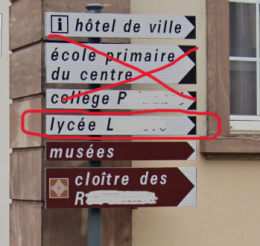 i hôtel de ville
école primaire
du centre
collège P
lycée L
musées
cloître des
R